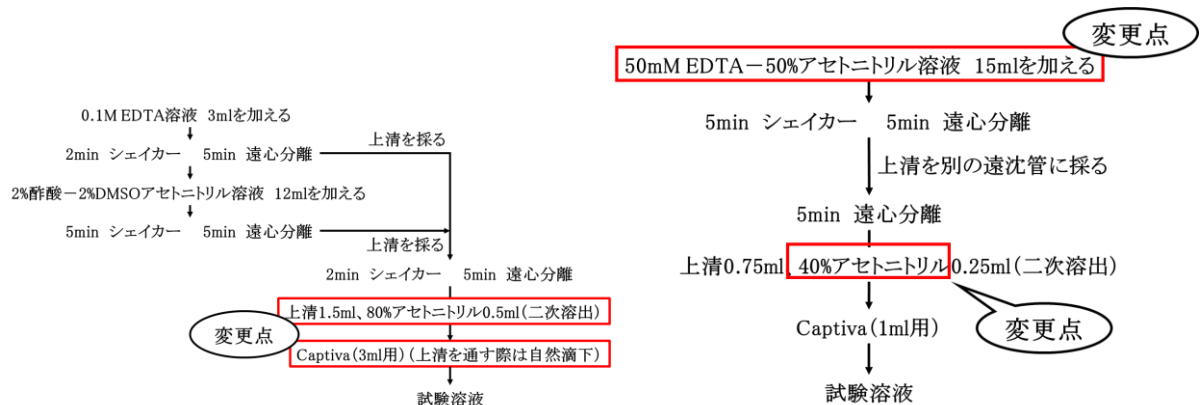 0.1M EDTA溶液 3mlを加える
2min シェイカー 5min 遠心分離
上清を採る
2%酢酸－2%DMSOアセトニトリル溶液 12mlを加える
5min シェイカー 5min 遠心分離
上清を採る
2min シェイカー 5min 遠心分離
上清1.5ml、80%アセトニトリル0.5ml(二次溶出)
変更点
Captiva(3ml用)(上清を通す際は自然滴下)
試験溶液
変更点
50mM EDTA－50%アセトニトリル溶液 15mlを加える
5min シェイカー 5min 遠心分離
上清を別の遠沈管に採る
5min 遠心分離
上清0.75ml、40%アセトニトリル0.25ml(二次溶出)
Captiva(1ml用)
変更点
試験溶液